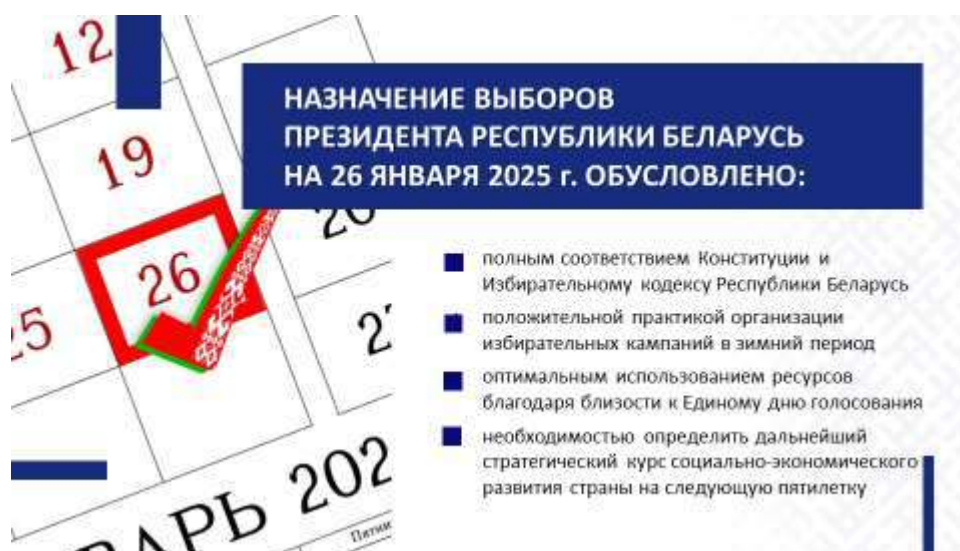 12
НАЗНАЧЕНИЕ ВЫБОРОВ
ПРЕЗИДЕНТА РЕСПУБЛИКИ БЕЛАРУСЬ
НА 26 ЯНВАРЯ 2025 г. ОБУСЛОВЛЕНО:
19
26
полным соответствием Конституции и
Избирательному кодексу Республики Беларусь
положительной практикой организации
избирательных кампаний в зимний период
оптимальным использованием ресурсов
благодаря близости к Единому дню голосования
необходимостью определить дальнейший
стратегический курс социально-экономического
развития страны на следующую пятилетку